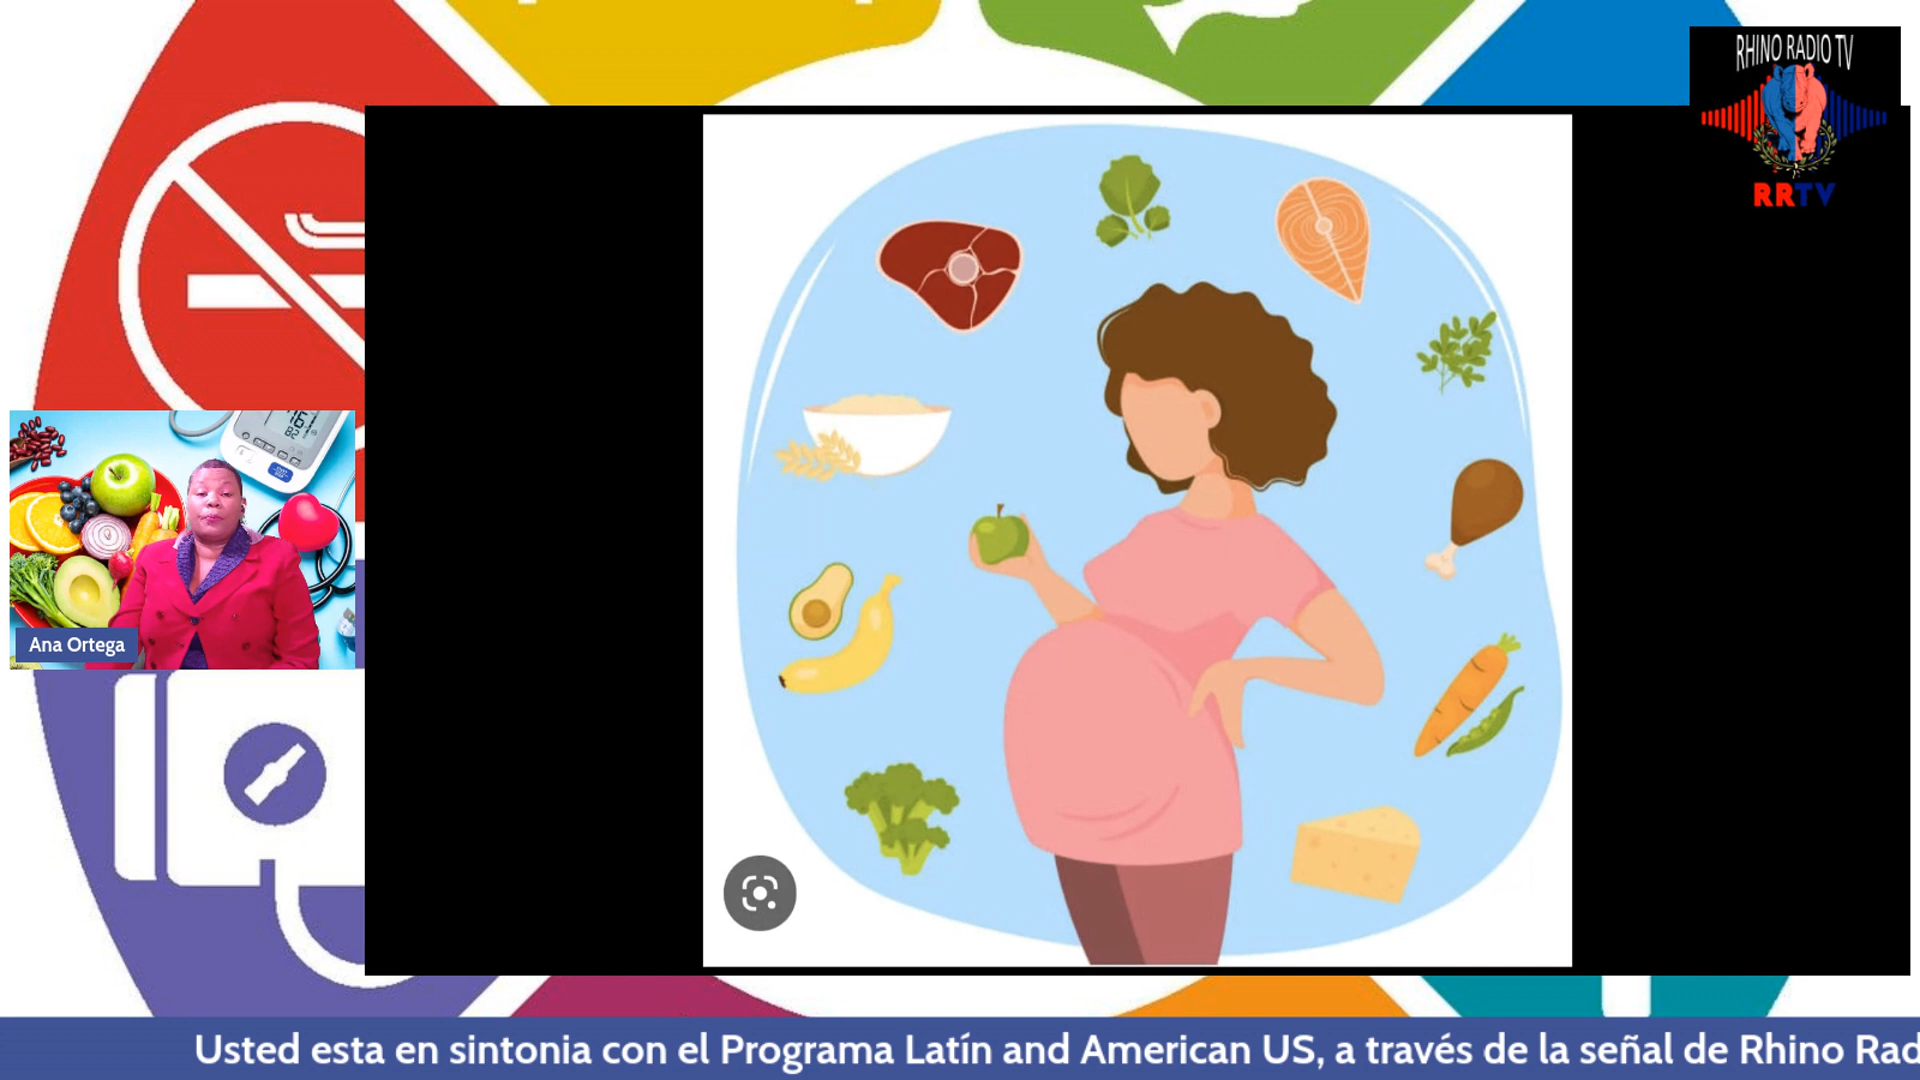 RHINO RADIO TV
RRTV
Ana Ortega
Usted esta en sintonia con el Programa Latín and American US, a través de la señal de Rhino Rad